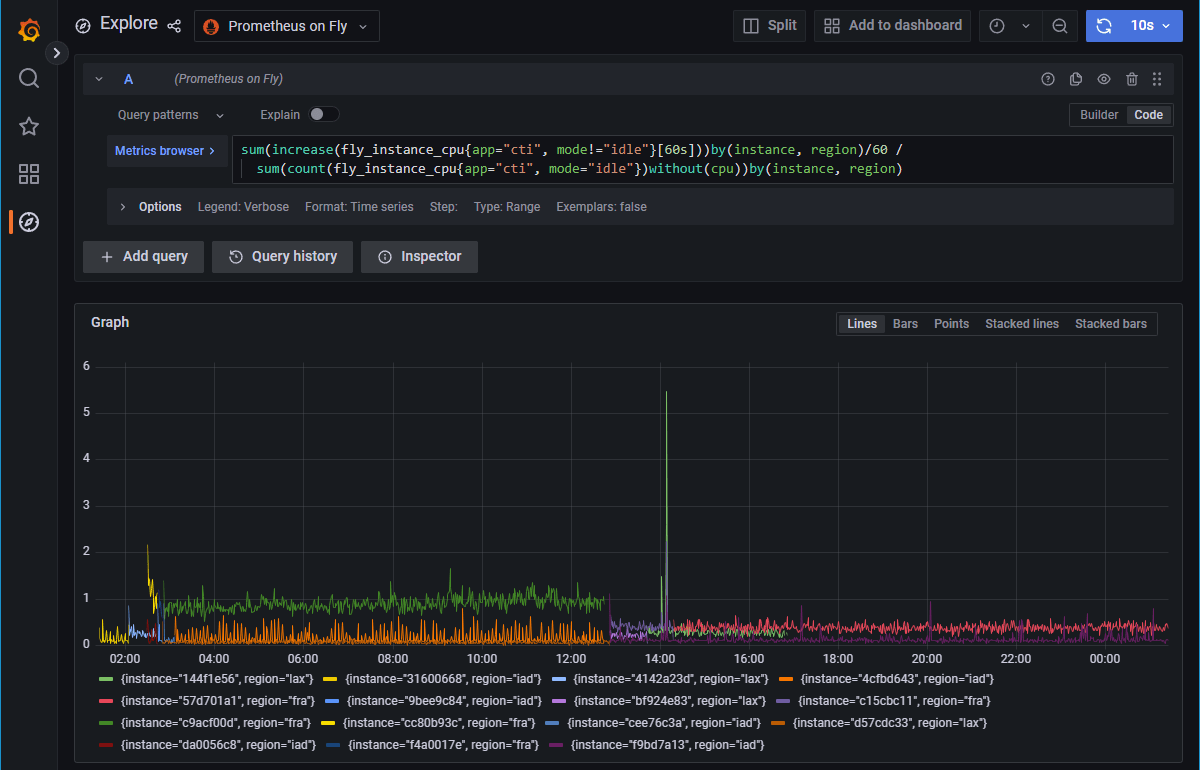 Explore Prometheus on Fly Split Add to dashboard 10s
A (Prometheus on Fly)
Query patterns Explain Builder Code
Metrics browser > sum(increase(fly_instance_cpu{app="cti", mode!="idle"}[60s]))by(instance, region)/60 /
sum(count(fly_instance_cpu{app="cti", mode="idle"})without(cpu))by(instance, region)
Options Legend: Verbose Format: Time series Step: Type: Range Exemplars: false
+ Add query Query history Inspector
Graph Lines Bars Points Stacked lines Stacked bars
6
5
4
3
2
1
0
02:00 04:00 06:00 08:00 10:00 12:00 14:00 16:00 18:00 20:00 22:00 00:00
{instance="144f1e56", region="lax"} {instance="31600668", region="iad"} {instance="4142a23d", region="lax"} {instance="4cfbd643", region="iad"}
{instance="57d701a1", region="fra"} {instance="9bee9c84", region="iad"} {instance="bf924e83", region="lax"} {instance="c15cbc11", region="fra"}
{instance="c9acf00d", region="fra"} {instance="cc80b93c", region="fra"} {instance="cee76c3a", region="iad"} {instance="d57cdc33", region="lax"}
{instance="da0056c8", region="iad"} {instance="f4a0017e", region="fra"} {instance="f9bd7a13", region="iad"}